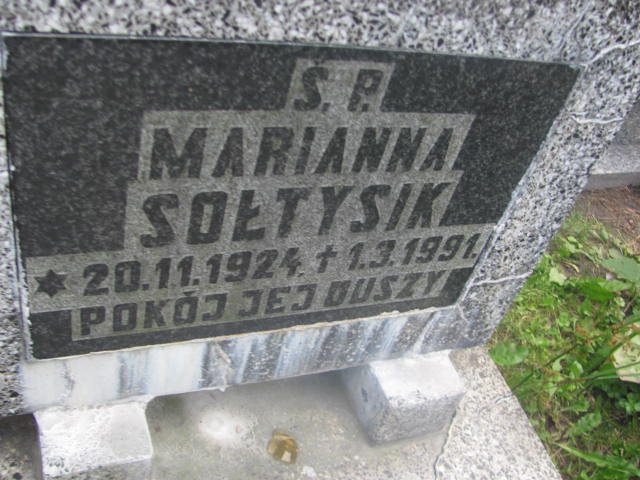 Ś. P.
MARIANNA
SOŁTYSIK
* 20.11.1924. † 1.3.1991.
POKÓJ JEJ DUSZY